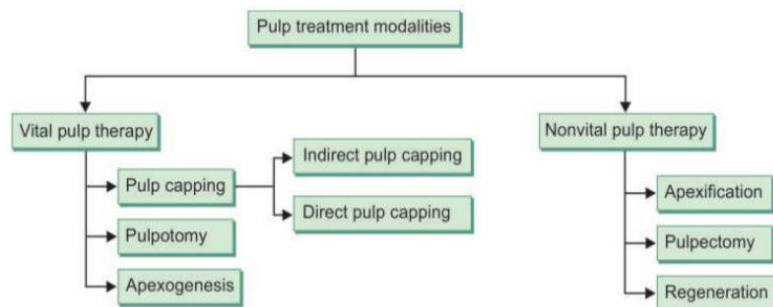 Pulp treatment modalities
Vital pulp therapy
Nonvital pulp therapy
Pulp capping
Indirect pulp capping
Direct pulp capping
Pulpotomy
Apexogenesis
Apexification
Pulpectomy
Regeneration